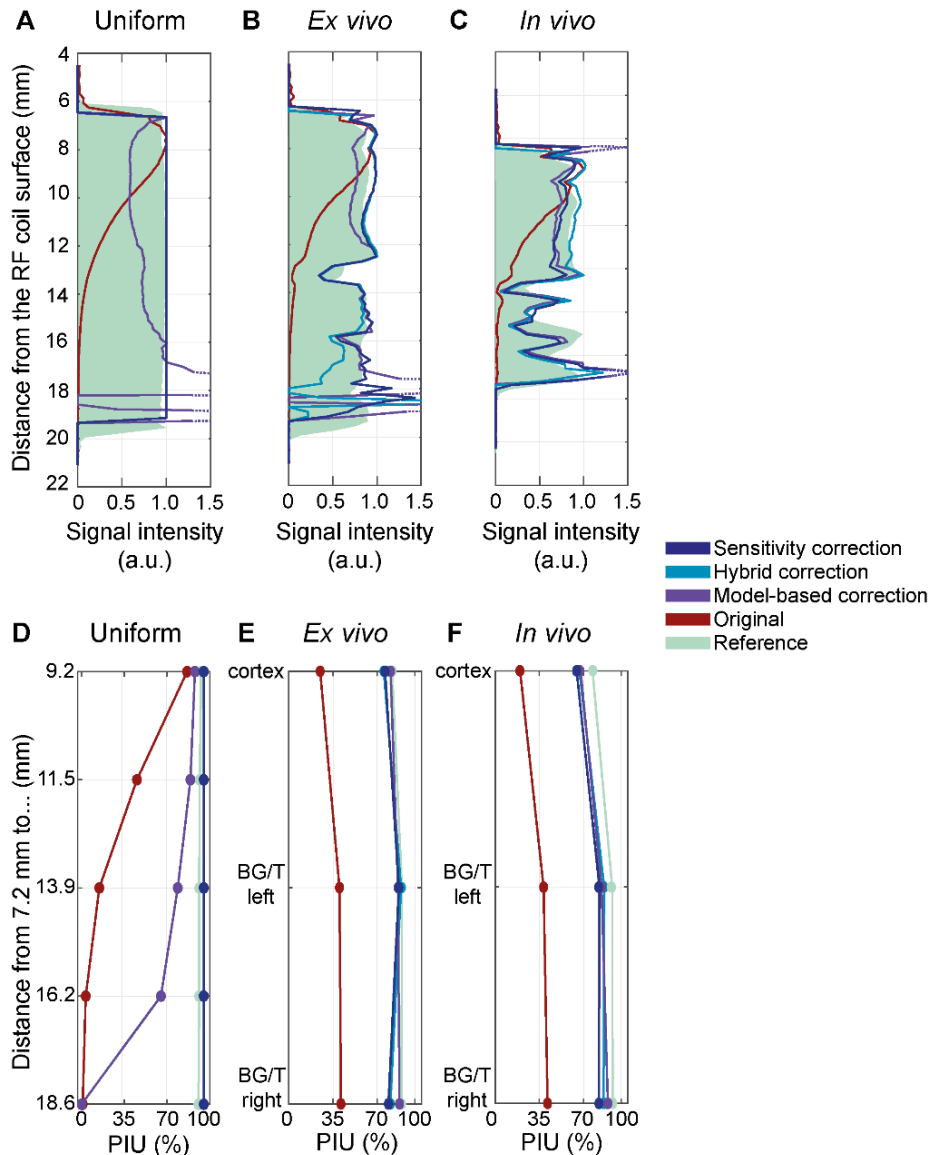 A Uniform
B Ex vivo
C In vivo
Distance from the RF coil surface (mm)
4
6
8
10
12
14
16
18
20
22
0 0.5 1.0 1.5
0 0.5 1.0 1.5
0 0.5 1.0 1.5
Signal intensity
(a.u.)
Signal intensity
(a.u.)
Signal intensity
(a.u.)
Sensitivity correction
Hybrid correction
Model-based correction
Original
Reference
D Uniform
E Ex vivo
F In vivo
Distance from 7.2 mm to... (mm)
9.2
11.5
13.9
16.2
18.6
cortex
BG/T
left
BG/T
right
cortex
BG/T
left
BG/T
right
0 35 70 100
0 35 70 100
0 35 70 100
PIU (%)
PIU (%)
PIU (%)